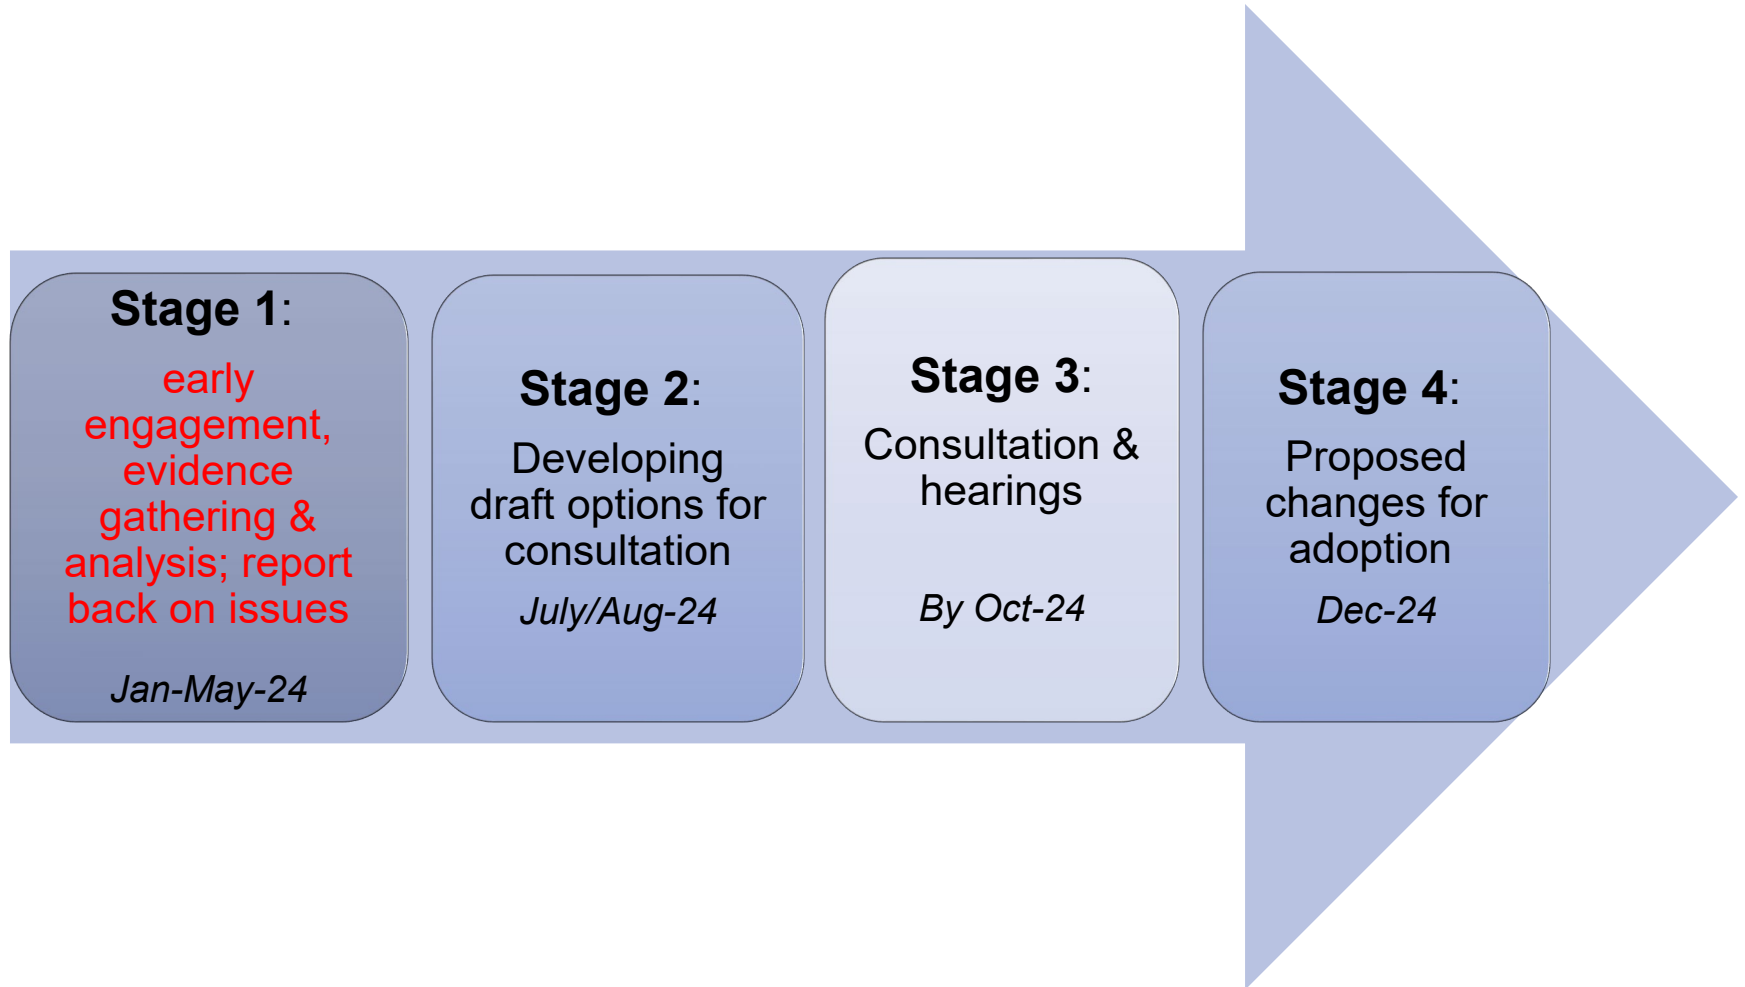 Stage 1:
early
engagement,
evidence
gathering &
analysis; report
back on issues
Jan-May-24
Stage 2:
Developing
draft options for
consultation
July/Aug-24
Stage 3:
Consultation &
hearings
By Oct-24
Stage 4:
Proposed
changes for
adoption
Dec-24